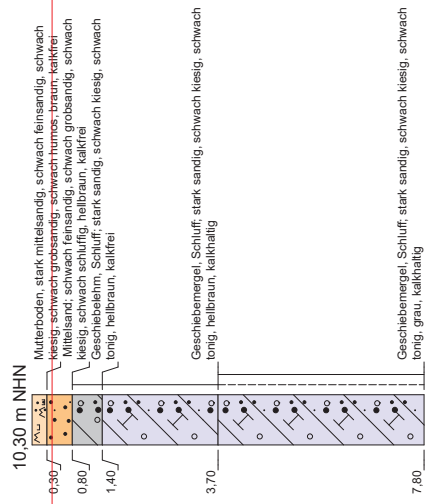 10,30 m NHN
Mutterboden, stark mittelsandig, schwach feinsandig, schwach
kiesig, schwach grobsandig, schwach humos, braun, kalkfrei
0,30
Mittelsand; schwach feinsandig, schwach grobsandig, schwach
kiesig, schwach schluffig, hellbraun, kalkfrei
0,80
Geschiebelehm, Schluff; stark sandig, schwach kiesig, schwach
tonig, hellbraun, kalkfrei
1,40
Geschiebemergel, Schluff; stark sandig, schwach kiesig, schwach
tonig, hellbraun, kalkhaltig
3,70
Geschiebemergel, Schluff; stark sandig, schwach kiesig, schwach
tonig, grau, kalkhaltig
7,80